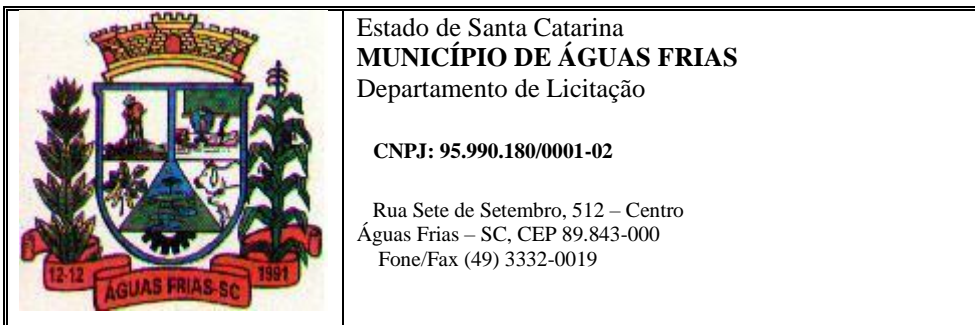 12-12
ÁGUAS FRIAS-SC
1991
Estado de Santa Catarina
MUNICÍPIO DE ÁGUAS FRIAS
Departamento de Licitação
CNPJ: 95.990.180/0001-02
Rua Sete de Setembro, 512 – Centro
Águas Frias – SC, CEP 89.843-000
Fone/Fax (49) 3332-0019